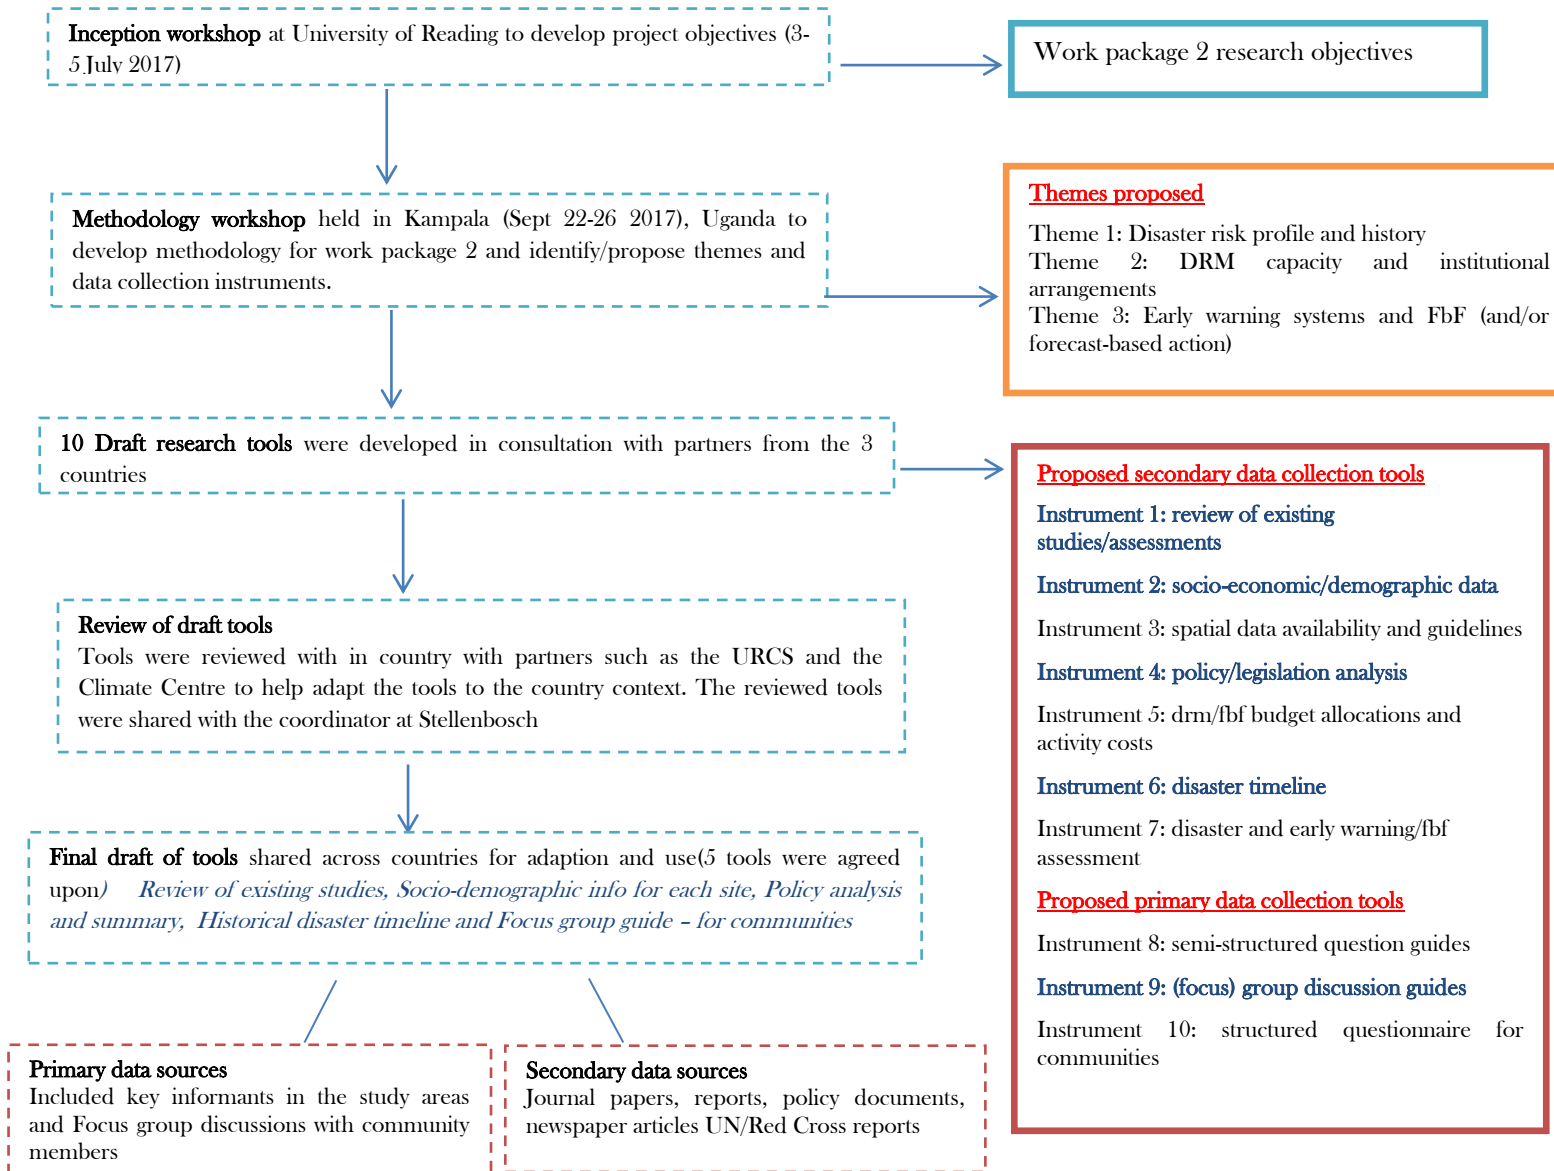 Inception workshop at University of Reading to develop project objectives (3-
5 July 2017)
Work package 2 research objectives
Methodology workshop held in Kampala (Sept 22-26 2017), Uganda to
develop methodology for work package 2 and identify/propose themes and
data collection instruments.
Themes proposed
Theme 1: Disaster risk profile and history
Theme 2: DRM capacity and institutional
arrangements
Theme 3: Early warning systems and FbF (and/or
forecast-based action)
10 Draft research tools were developed in consultation with partners from the 3
countries
Proposed secondary data collection tools
Instrument 1: review of existing
studies/assessments
Instrument 2: socio-economic/demographic data
Instrument 3: spatial data availability and guidelines
Instrument 4: policy/legislation analysis
Instrument 5: drm/fbf budget allocations and
activity costs
Instrument 6: disaster timeline
Instrument 7: disaster and early warning/fbf
assessment
Proposed primary data collection tools
Instrument 8: semi-structured question guides
Instrument 9: (focus) group discussion guides
Instrument 10: structured questionnaire for
communities
Review of draft tools
Tools were reviewed with in country with partners such as the URCS and the
Climate Centre to help adapt the tools to the country context. The reviewed tools
were shared with the coordinator at Stellenbosch
Final draft of tools shared across countries for adaption and use(5 tools were agreed
upon) Review of existing studies, Socio-demographic info for each site, Policy analysis
and summary, Historical disaster timeline and Focus group guide – for communities
Primary data sources
Included key informants in the study areas
and Focus group discussions with community
members
Secondary data sources
Journal papers, reports, policy documents,
newspaper articles UN/Red Cross reports